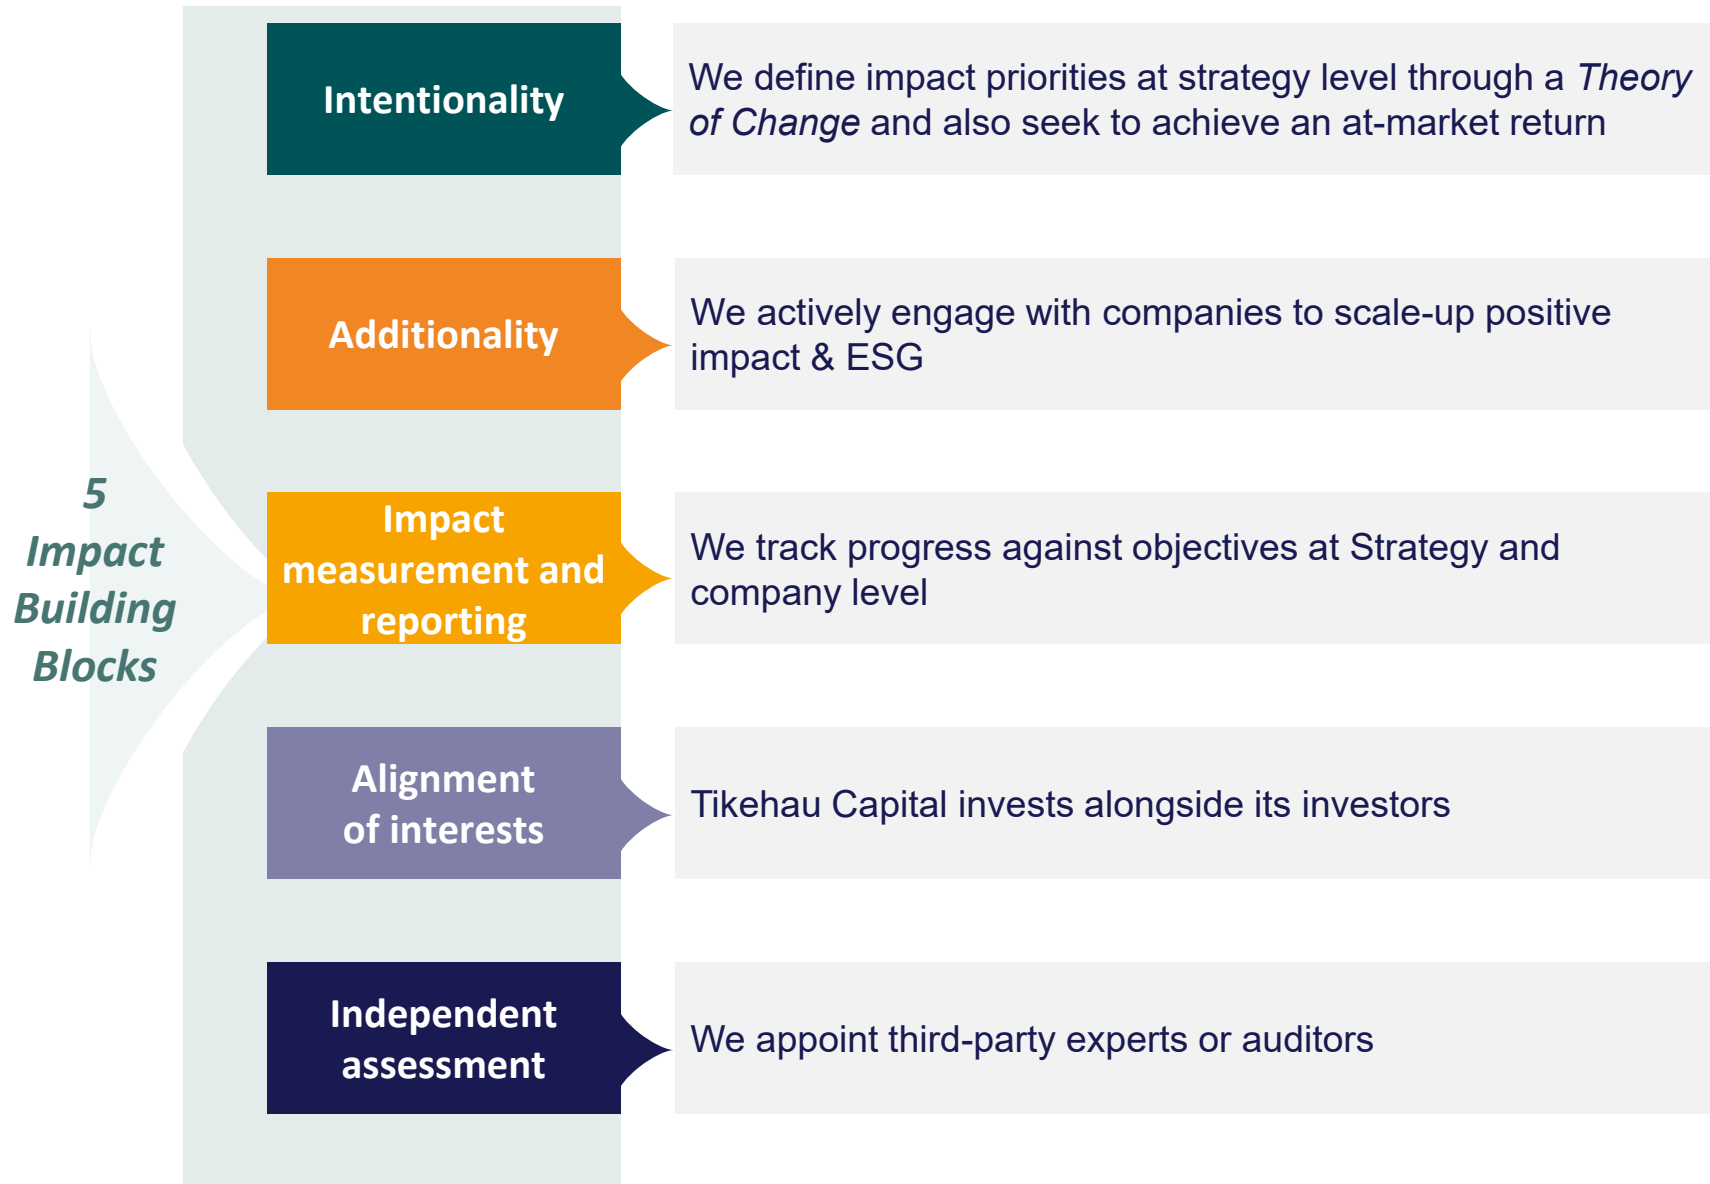 5
Impact
Building
Blocks
Intentionality
We define impact priorities at strategy level through a Theory
of Change and also seek to achieve an at-market return
Additionality
We actively engage with companies to scale-up positive
impact & ESG
Impact
measurement and
reporting
We track progress against objectives at Strategy and
company level
Alignment
of interests
Tikehau Capital invests alongside its investors
Independent
assessment
We appoint third-party experts or auditors